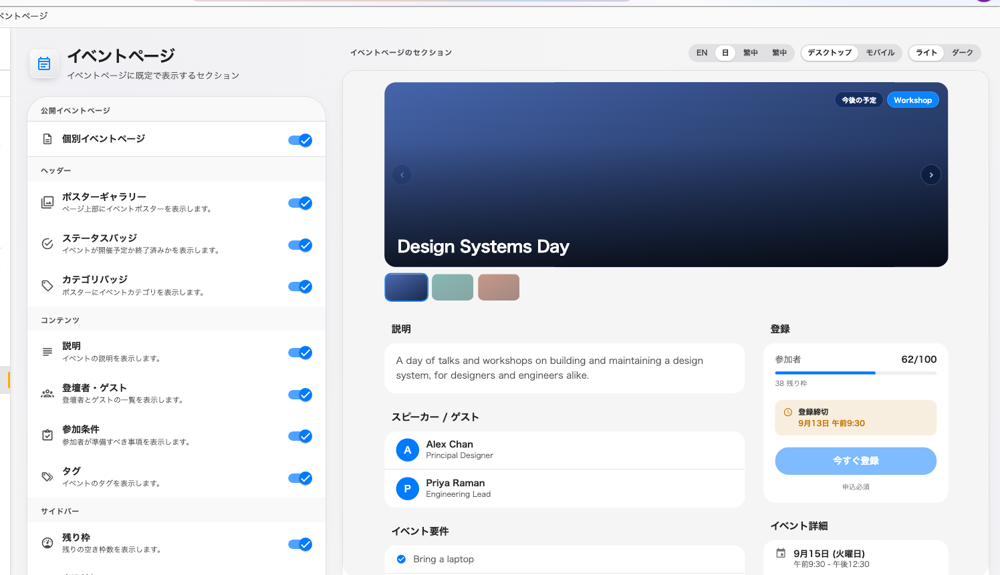 ベントページ
イベントページ
イベントページに既定で表示するセクション
公開イベントページ
個別イベントページ
ヘッダー
ポスターギャラリー
ページ上部にイベントポスターを表示します。
ステータスバッジ
イベントが開催予定か終了済みかを表示します。
カテゴリバッジ
ポスターにイベントカテゴリを表示します。
コンテンツ
説明
イベントの説明を表示します。
登壇者・ゲスト
登壇者とゲストの一覧を表示します。
参加条件
参加者が準備すべき事項を表示します。
タグ
イベントのタグを表示します。
サイドバー
残り枠
残りの空き枠数を表示します。
イベントページのセクション
EN 日 繁中 繁中
デスクトップ モバイル
ライト ダーク
今後の予定 Workshop
Design Systems Day
説明
A day of talks and workshops on building and maintaining a design
system, for designers and engineers alike.
スピーカー / ゲスト
A
Alex Chan
Principal Designer
P
Priya Raman
Engineering Lead
イベント要件
Bring a laptop
登録
参加者 62/100
38 残り枠
登録締切
9月13日 午前9:30
今すぐ登録
申込必須
イベント詳細
9月15日 (火曜日)
午前9:30 - 午後12:30